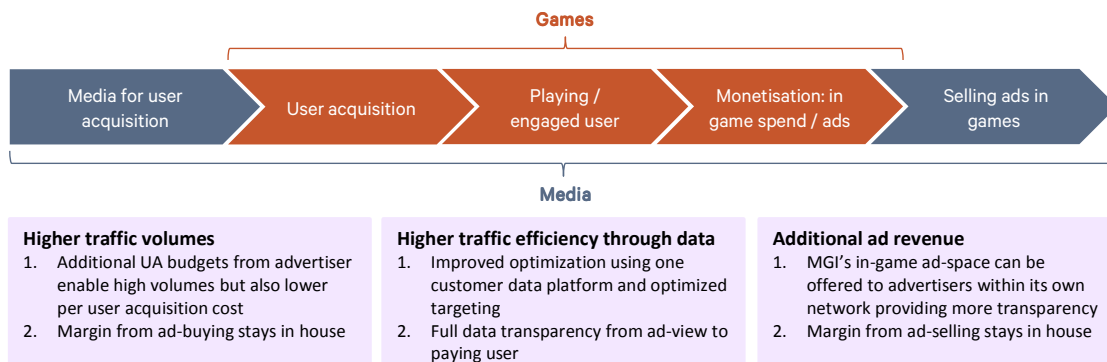 Games
Media for user
acquisition
User acquisition
Playing /
engaged user
Monetisation: in
game spend / ads
Selling ads in
games
Media
Higher traffic volumes
1. Additional UA budgets from advertiser
enable high volumes but also lower
per user acquisition cost
2. Margin from ad-buying stays in house
Higher traffic efficiency through data
1. Improved optimization using one
customer data platform and optimized
targeting
2. Full data transparency from ad-view to
paying user
Additional ad revenue
1. MGI's in-game ad-space can be
offered to advertisers within its own
network providing more transparency
2. Margin from ad-selling stays in house